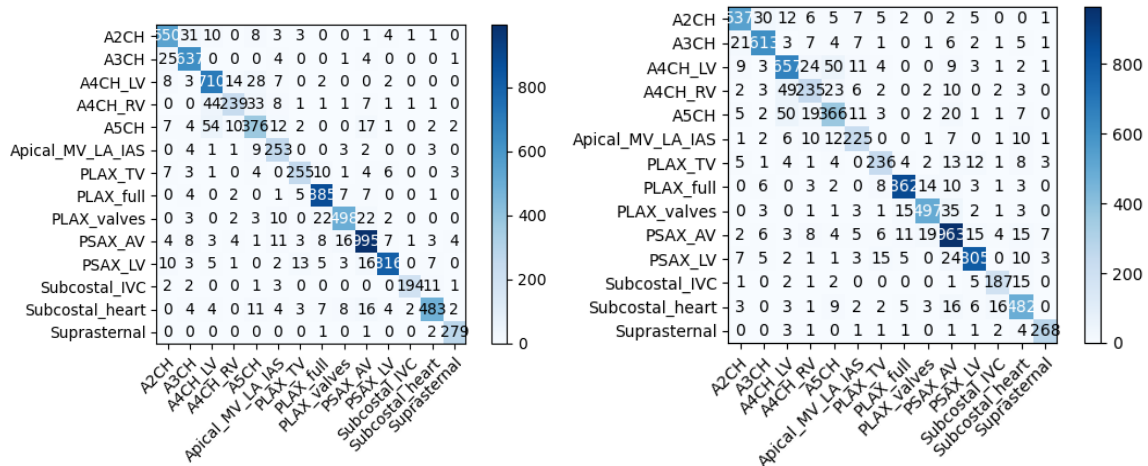 A2CH 550 31 10 0 8 3 3 0 0 1 4 1 1 0
A3CH 25 637 0 0 4 0 0 0 1 4 0 0 1 0
A4CH_LV 8 3 710 14 28 7 0 2 0 0 2 0 1 0
A4CH_RV 0 0 44 239 33 8 1 1 1 7 1 1 1 0
A5CH 7 4 54 10 376 12 2 0 0 17 1 0 2 2
Apical_MV_LA_IAS 0 4 1 1 9 253 0 0 3 2 0 0 3 0
PLAX_TV 7 3 1 0 4 0 255 10 1 4 6 0 0 3
PLAX_full 0 4 0 2 0 1 5 885 7 7 0 0 1 0
PLAX_valves 0 3 0 2 3 10 0 22 498 22 2 0 1 0
PSAX_AV 4 8 3 4 1 11 3 8 16 995 7 1 3 4
PSAX_LV 10 3 5 1 0 2 13 5 3 16 816 0 7 0
Subcostal_IVC 2 2 0 0 1 3 0 0 0 0 0 194 11 1
Subcostal_heart 0 4 4 0 11 4 3 7 8 16 4 2 483 2
Suprasternal 0 0 0 0 0 0 0 1 0 1 0 0 2 279
A2CH A3CH A4CH_LV A4CH_RV A5CH Apical_MV_LA_IAS PLAX_TV PLAX_full PLAX_valves PSAX_AV PSAX_LV Subcostal_IVC Subcostal_heart Suprasternal
800
600
400
200
0
A2CH 537 30 12 6 5 7 5 2 0 2 5 0 0 1
A3CH 21 613 3 7 4 7 1 0 1 6 2 1 5 1
A4CH_LV 9 3 657 24 50 11 4 0 0 9 3 1 2 1
A4CH_RV 2 3 49 235 23 6 2 0 2 10 0 2 3 1
A5CH 5 2 50 19 366 11 3 0 2 20 1 1 7 1
Apical_MV_LA_IAS 1 2 6 10 12 225 1 0 1 7 0 1 10 1
PLAX_TV 5 1 4 1 4 0 236 4 2 13 12 1 8 3
PLAX_full 0 6 0 3 2 0 8 862 14 10 3 1 3 0
PLAX_valves 0 3 0 1 1 3 1 15 497 35 2 1 3 0
PSAX_AV 2 6 3 8 4 5 6 11 19 963 15 4 15 7
PSAX_LV 7 5 2 1 1 3 15 5 0 24 805 0 10 3
Subcostal_IVC 3 0 0 1 2 0 0 0 0 1 5 187 15 0
Subcostal_heart 3 0 3 1 9 2 2 5 3 16 6 16 482 0
Suprasternal 0 0 3 1 1 1 1 1 0 1 1 2 4 268
A2CH A3CH A4CH_LV A4CH_RV A5CH Apical_MV_LA_IAS PLAX_TV PLAX_full PLAX_valves PSAX_AV PSAX_LV Subcostal_IVC Subcostal_heart Suprasternal
800
600
400
200
0